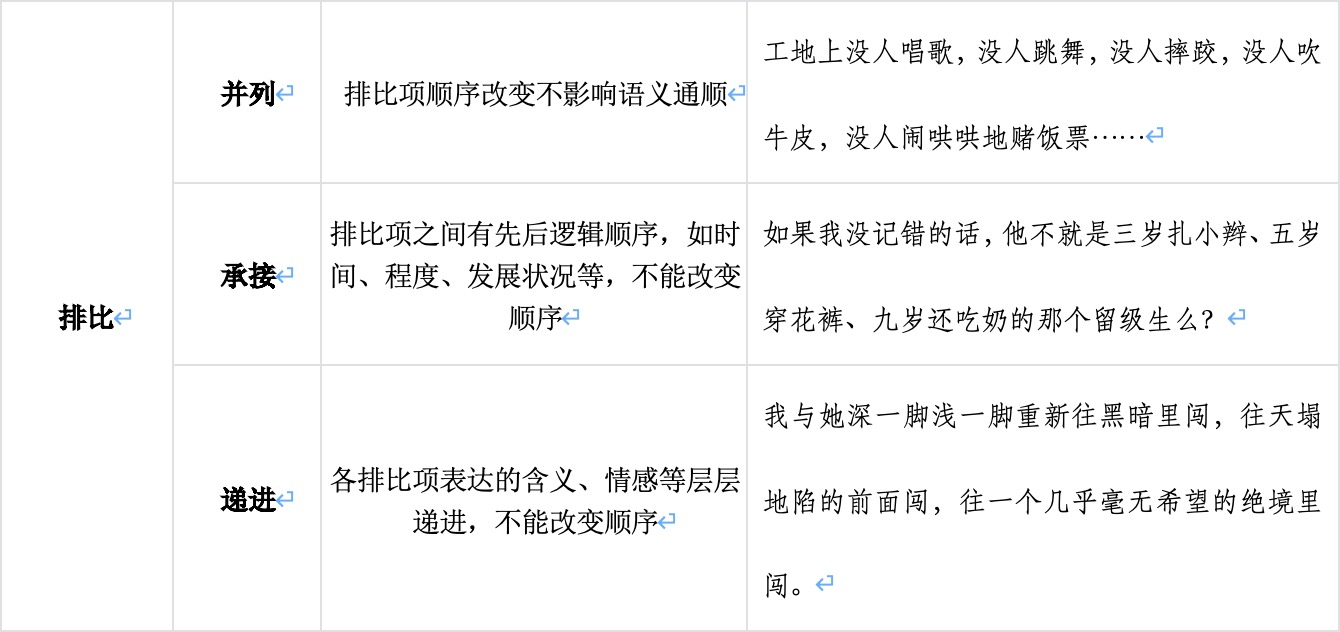 排比
并列
排比项顺序改变不影响语义通顺
工地上没人唱歌，没人跳舞，没人摔跤，没人吹
牛皮，没人闹哄哄地赌饭票……
承接
排比项之间有先后逻辑顺序，如时
间、程度、发展状况等，不能改变
顺序
如果我没记错的话，他不就是三岁扎小辫、五岁
穿花裤、九岁还吃奶的那个留级生么？
递进
各排比项表达的含义、情感等层层
递进，不能改变顺序
我与她深一脚浅一脚重新往黑暗里闯，往天塌
地陷的前面闯，往一个几乎毫无希望的绝境里
闯。